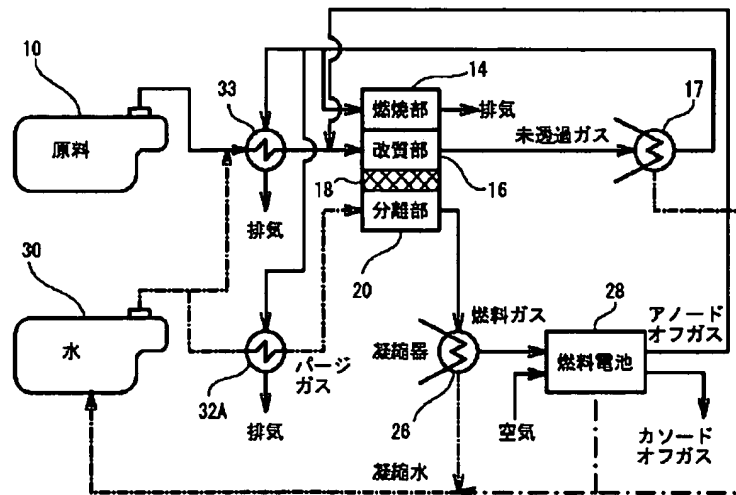 10
原料
33
14
燃焼部
排気
改質部
18
16
分離部
20
未透過ガス
17
排気
30
水
32A
パージ
ガス
排気
燃料ガス
凝縮器
26
28
燃料電池
空気
アノード
オフガス
カソード
オフガス
凝縮水